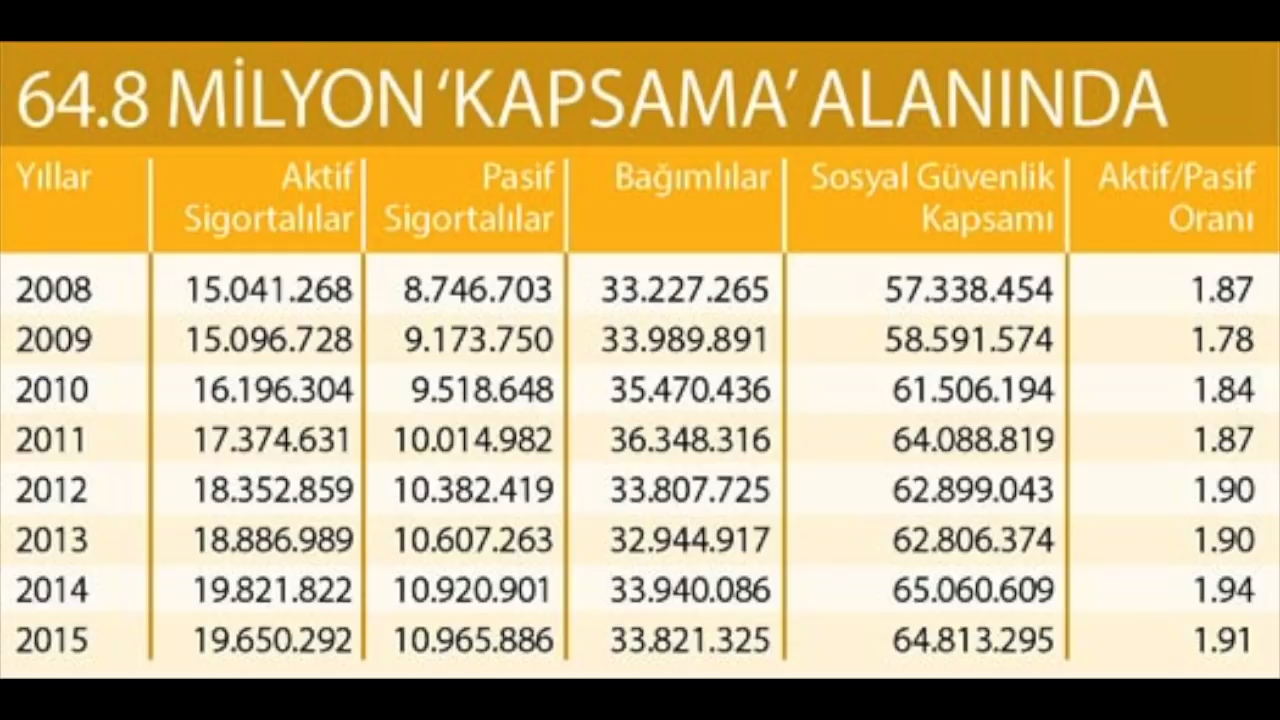 64.8 MİLYON ‘KAPSAMA’ ALANINDA
Yıllar Aktif Sigortalılar Pasif Sigortalılar Bağımlılar Sosyal Güvenlik Kapsamı Aktif/Pasif Oranı
2008 15.041.268 8.746.703 33.227.265 57.338.454 1.87
2009 15.096.728 9.173.750 33.989.891 58.591.574 1.78
2010 16.196.304 9.518.648 35.470.436 61.506.194 1.84
2011 17.374.631 10.014.982 36.348.316 64.088.819 1.87
2012 18.352.859 10.382.419 33.807.725 62.899.043 1.90
2013 18.886.989 10.607.263 32.944.917 62.806.374 1.90
2014 19.821.822 10.920.901 33.940.086 65.060.609 1.94
2015 19.650.292 10.965.886 33.821.325 64.813.295 1.91